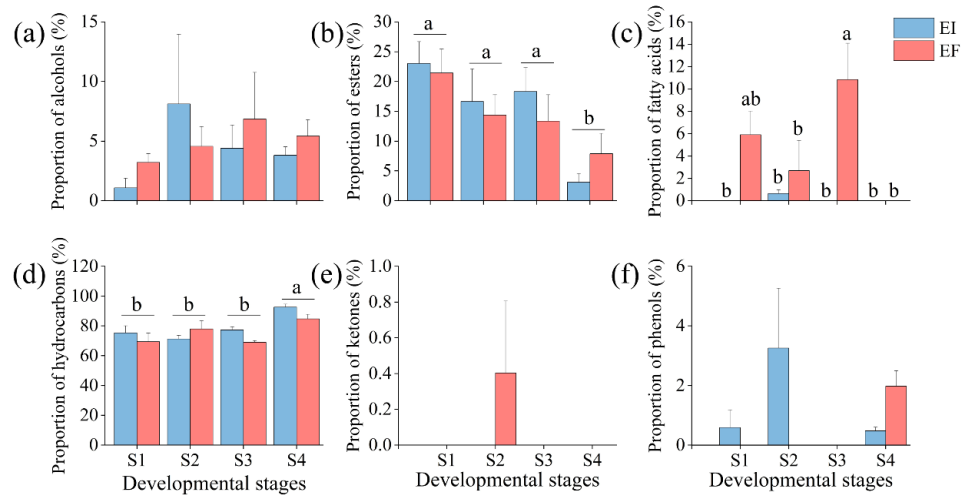 (a)
Proportion of alcohols (%)
15
10
5
0
(b)
Proportion of esters (%)
30
25
20
15
10
5
0
a
a
a
b
(c)
Proportion of fatty acids (%)
16
14
12
10
8
6
4
2
0
b
ab
b
b
b
a
b
b
EI
EF
(d)
Proportion of hydrocarbons (%)
120
100
80
60
40
20
0
b
b
b
a
S1
S2
S3
S4
Developmental stages
(e)
Proportion of ketones (%)
1.0
0.8
0.6
0.4
0.2
0.0
S1
S2
S3
S4
Developmental stages
(f)
Proportion of phenols (%)
6
4
2
0
S1
S2
S3
S4
Developmental stages